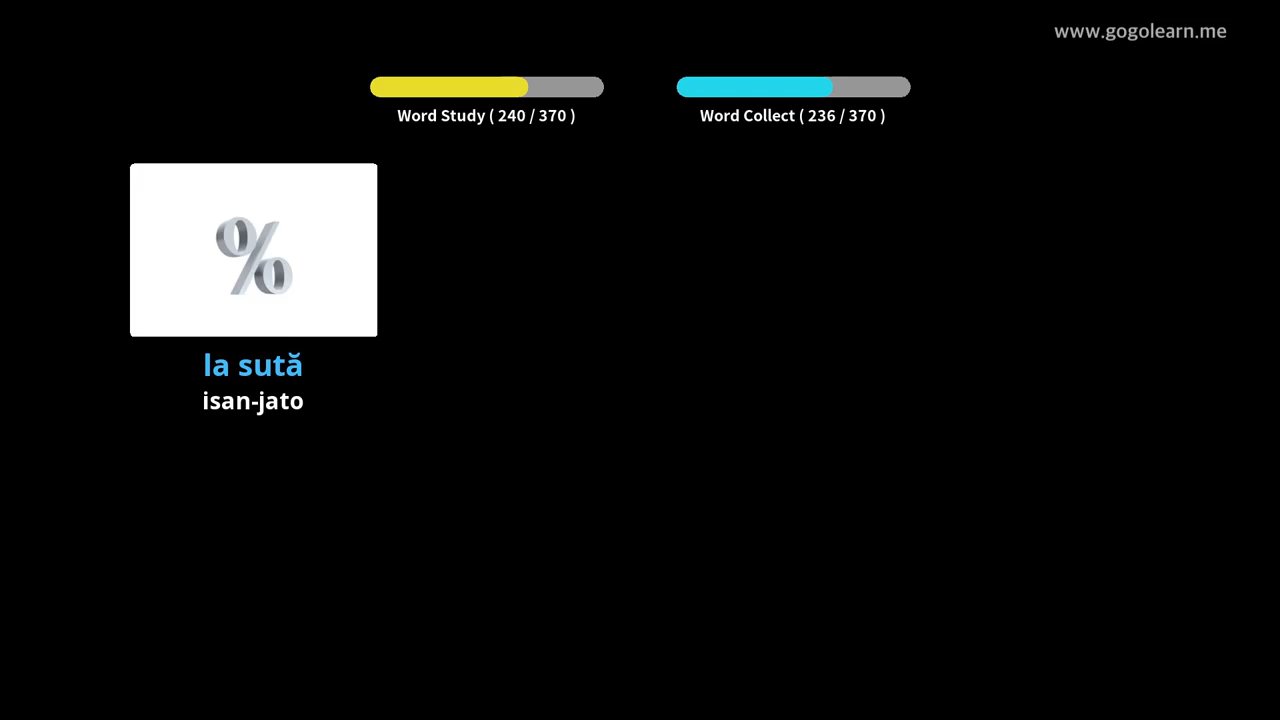 www.gogolearn.me
Word Study ( 240 / 370 )
Word Collect ( 236 / 370 )
%
la sută
isan-jato